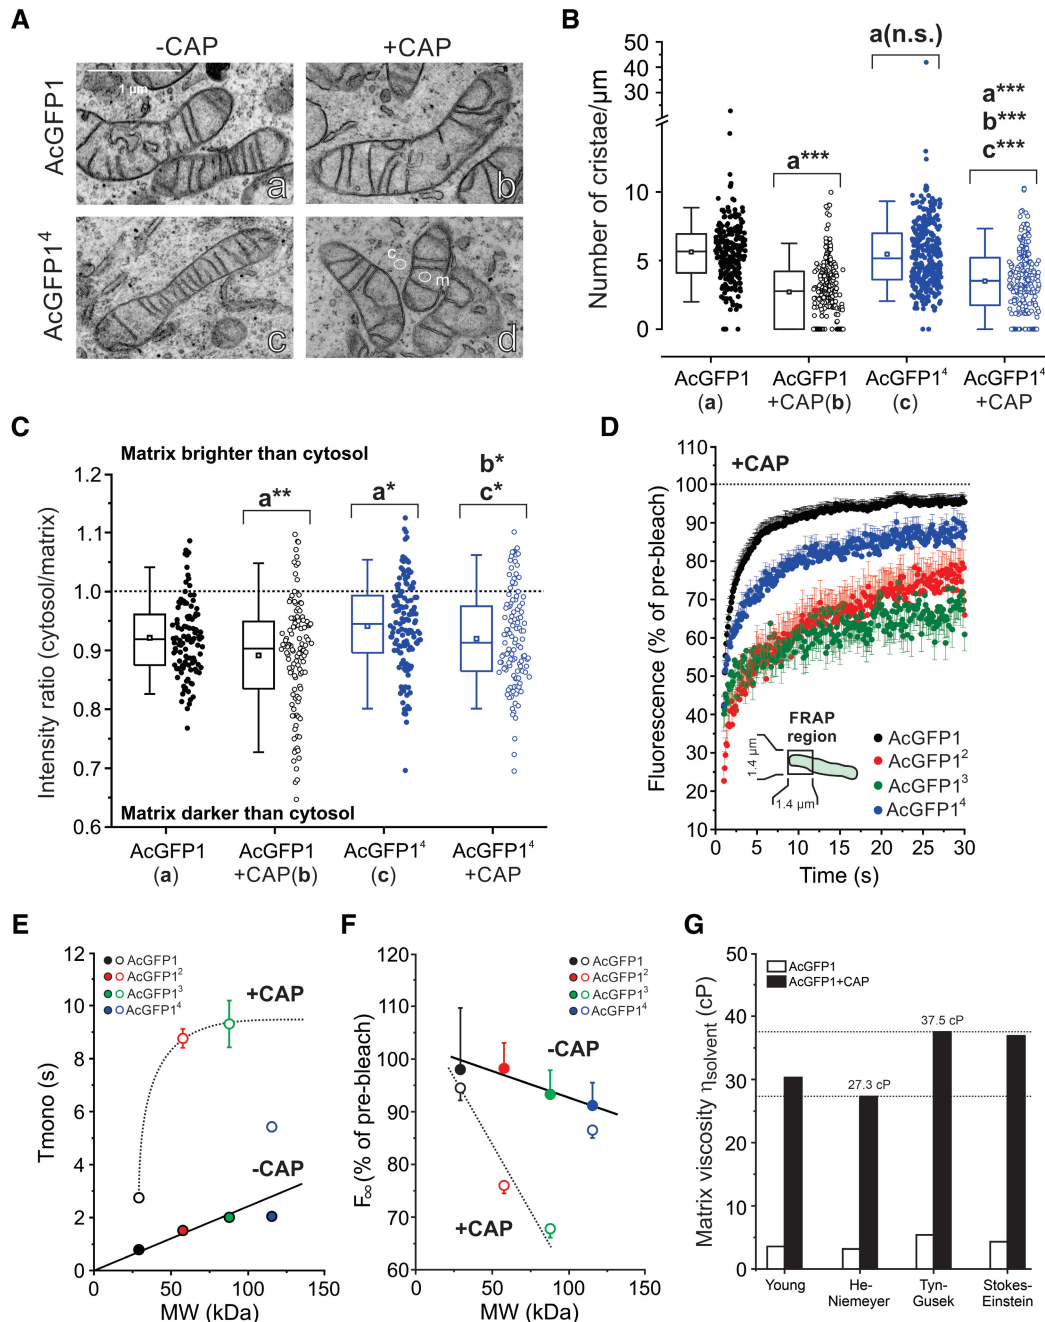 A
-CAP
+CAP
AcGFP1
AcGFP1⁴
1 µm
a
b
c
d
c
m
B
Number of cristae/µm
50
40
30
10
5
0
a***
a(n.s.)
a***
b***
c***
AcGFP1
(a)
AcGFP1
+CAP(b)
AcGFP1⁴
(c)
AcGFP1⁴
+CAP
C
Matrix brighter than cytosol
Intensity ratio (cytosol/matrix)
1.2
1.1
1.0
0.9
0.8
0.7
0.6
a**
a*
b*
c*
Matrix darker than cytosol
AcGFP1
(a)
AcGFP1
+CAP(b)
AcGFP1⁴
(c)
AcGFP1⁴
+CAP
D
+CAP
Fluorescence (% of pre-bleach)
110
100
90
80
70
60
50
40
30
20
10
FRAP
region
1.4 µm
1.4 µm
AcGFP1
AcGFP1²
AcGFP1³
AcGFP1⁴
0
5
10
15
20
25
30
Time (s)
E
Tmono (s)
12
10
8
6
4
2
0
AcGFP1
AcGFP1²
AcGFP1³
AcGFP1⁴
+CAP
-CAP
0
50
100
150
MW (kDa)
F
F∞ (% of pre-bleach)
120
110
100
90
80
70
60
AcGFP1
AcGFP1²
AcGFP1³
AcGFP1⁴
-CAP
+CAP
0
50
100
150
MW (kDa)
G
Matrix viscosity ηsolvent (cP)
50
40
30
20
10
0
AcGFP1
AcGFP1+CAP
37.5 cP
27.3 cP
Young
He-
Niemeyer
Tyn-
Gusek
Stokes-
Einstein